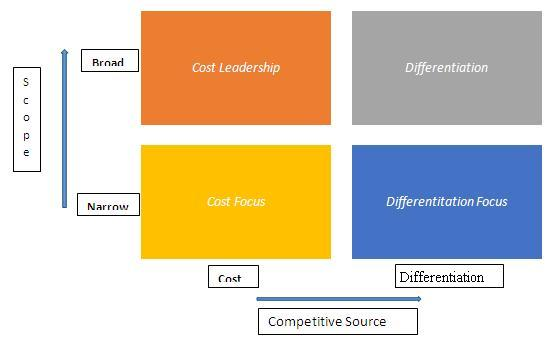 Broad
Cost Leadership
Differentiation
S
c
o
p
e
Narrow
Cost Focus
Differentitation Focus
Cost
Differentiation
Competitive Source